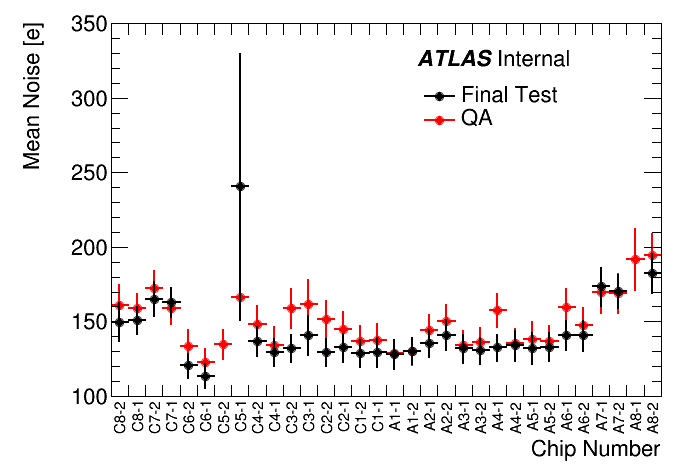 Mean Noise [e]
350
300
250
200
150
100
ATLAS Internal
Final Test
QA
C8-2 C8-1 C7-2 C7-1 C6-2 C6-1 C5-2 C5-1 C4-2 C4-1 C3-2 C3-1 C2-2 C2-1 C1-2 C1-1 A1-1 A1-2 A2-1 A2-2 A3-1 A3-2 A4-1 A4-2 A5-1 A5-2 A6-1 A6-2 A7-1 A7-2 A8-1 A8-2
Chip Number